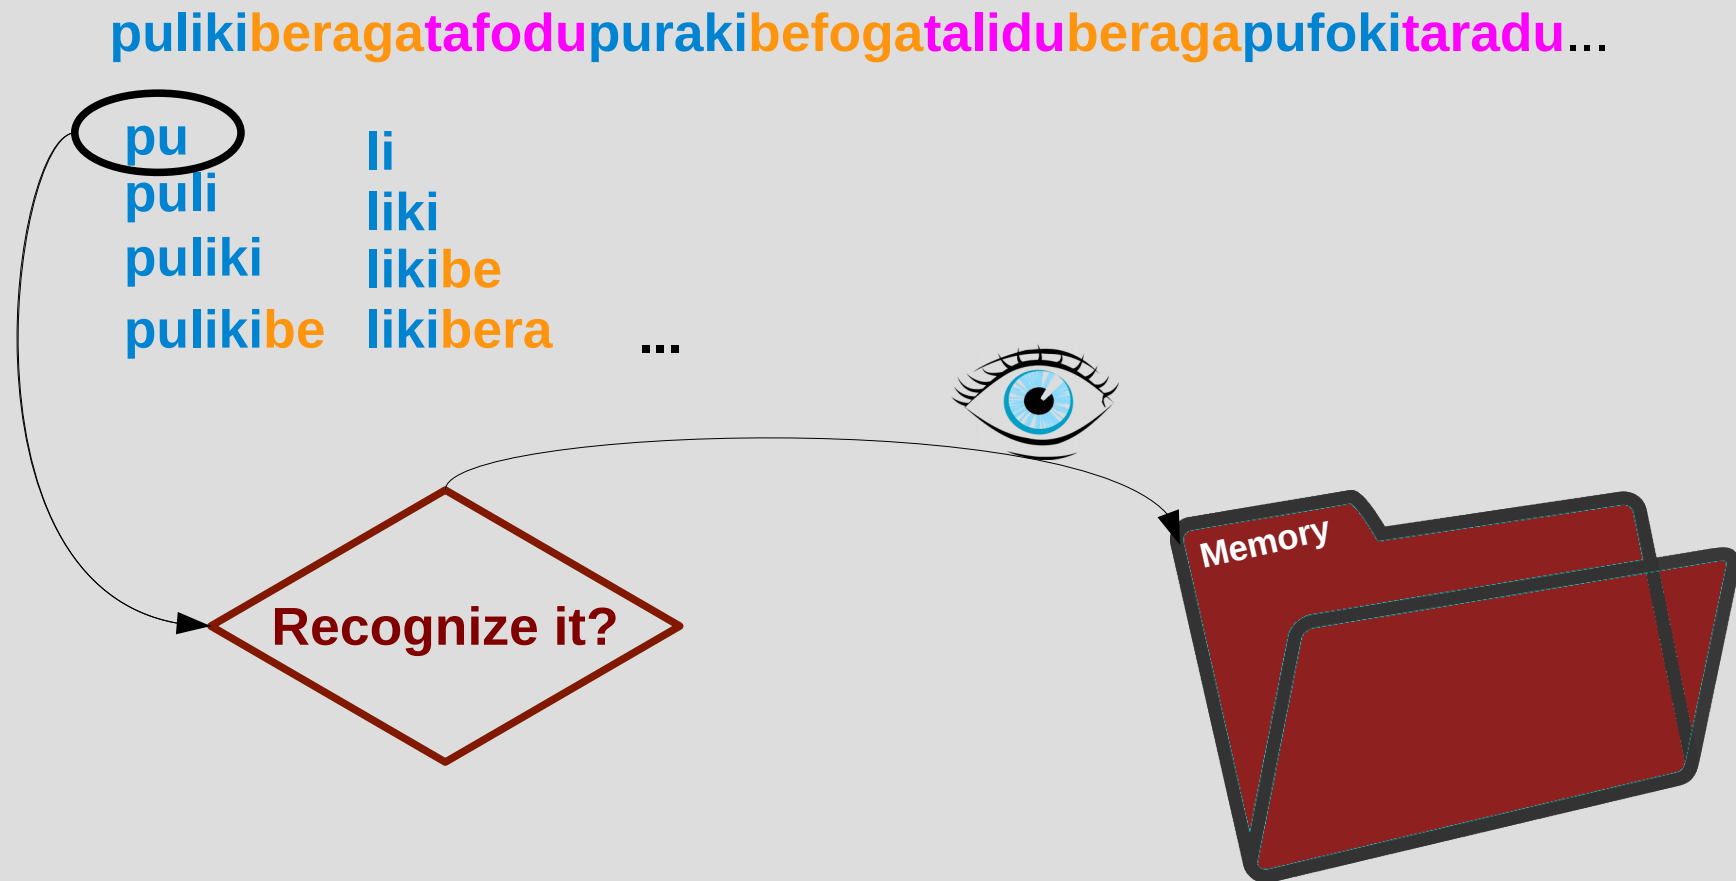 pulikiberagatafodupurakibefogataliduberagapufokitaradu...
pu
puli
puliki
pulikibe
li
liki
likibe
likibera
...
Recognize it?
Memory